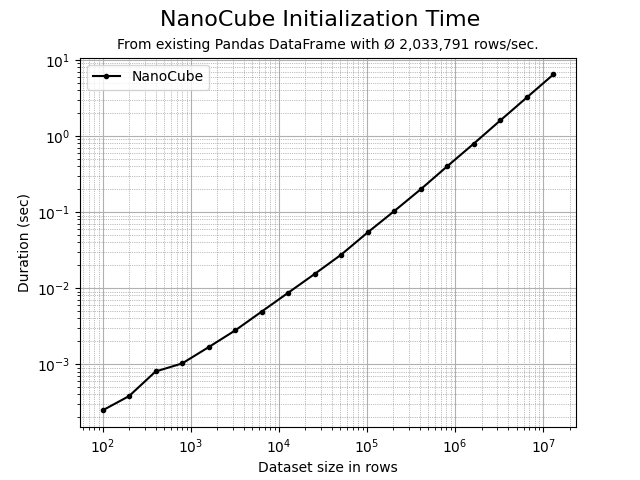 NanoCube Initialization Time
From existing Pandas DataFrame with Ø 2,033,791 rows/sec.
NanoCube
Duration (sec)
10¹
10⁰
10⁻¹
10⁻²
10⁻³
10² 10³ 10⁴ 10⁵ 10⁶ 10⁷
Dataset size in rows